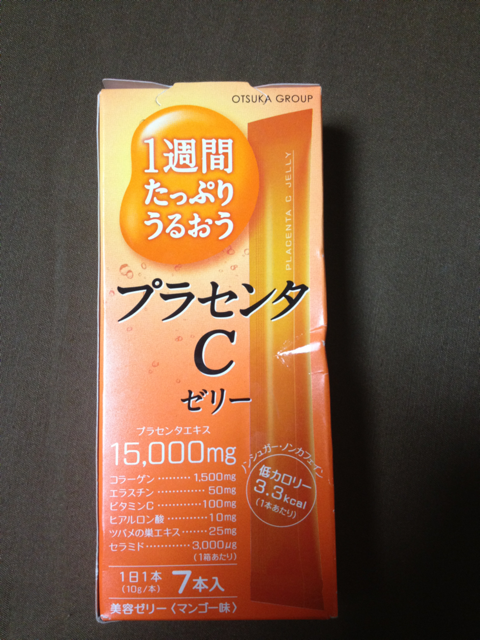 OTSUKA GROUP
1週間
たっぷり
うるおう
PLACENTA C JELLY
プラセンタ
C
ゼリー
プラセンタエキス
15,000mg
コラーゲン ……… 1,500mg
エラスチン …………… 50mg
ビタミンC ………… 100mg
ヒアルロン酸 ……… 10mg
ツバメの巣エキス … 25mg
セラミド ………… 3,000μg
(1箱あたり)
ノンシュガー・ノンカフェイン
低カロリー
3.3kcal
(1本あたり)
1日1本
(10g/本)
7本入
美容ゼリー〈マンゴー味〉